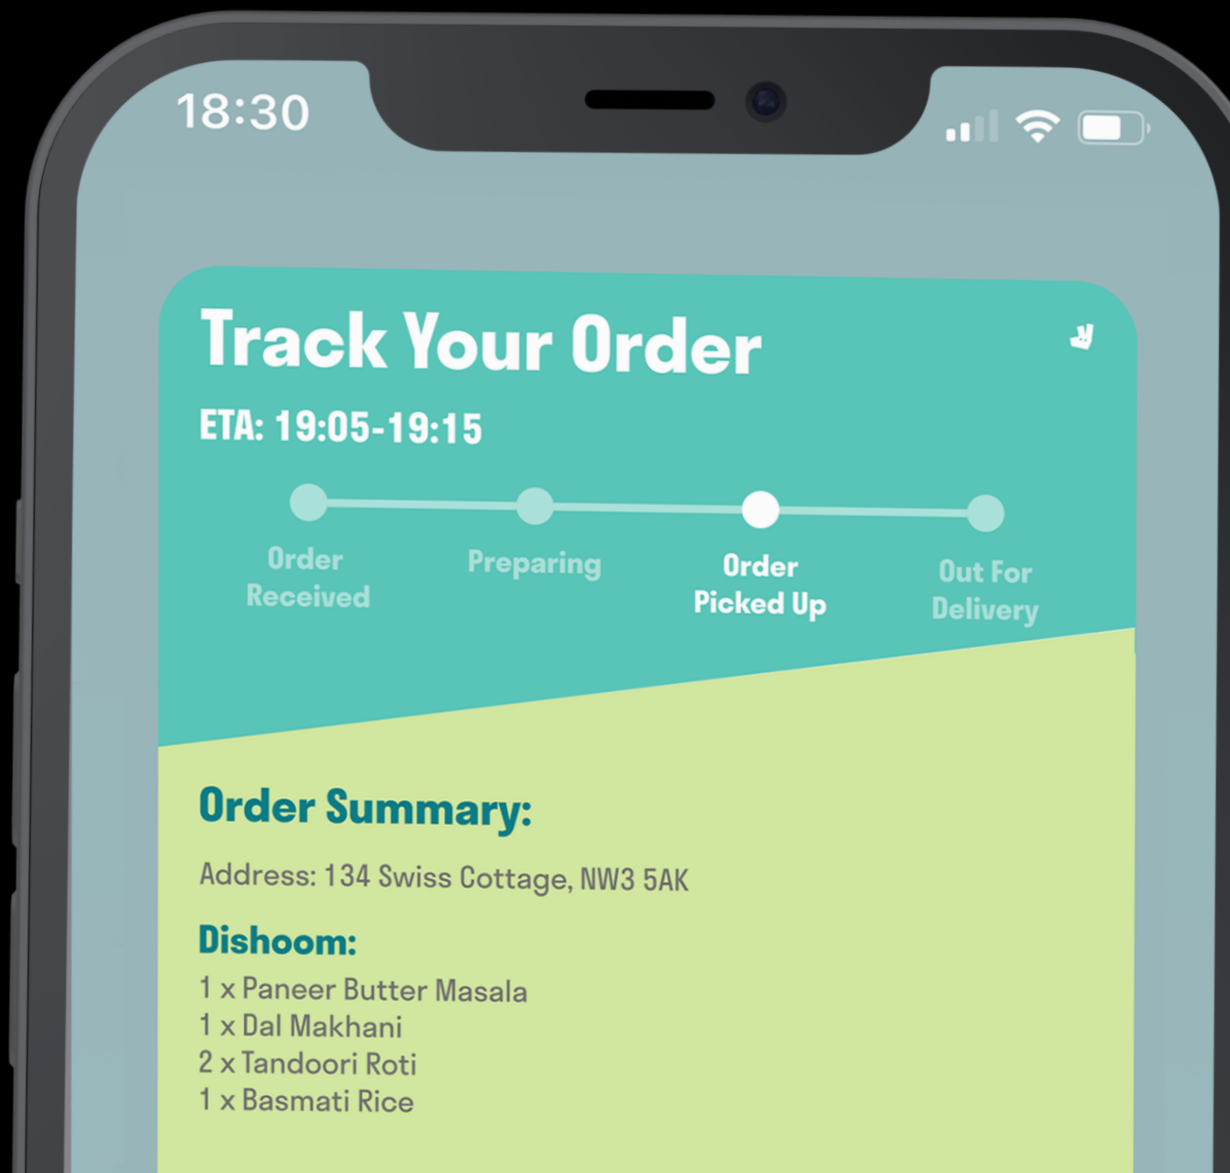 18:30
Track Your Order
ETA: 19:05-19:15
Order
Received
Preparing
Order
Picked Up
Out For
Delivery
Order Summary:
Address: 134 Swiss Cottage, NW3 5AK
Dishoom:
1 x Paneer Butter Masala
1 x Dal Makhani
2 x Tandoori Roti
1 x Basmati Rice